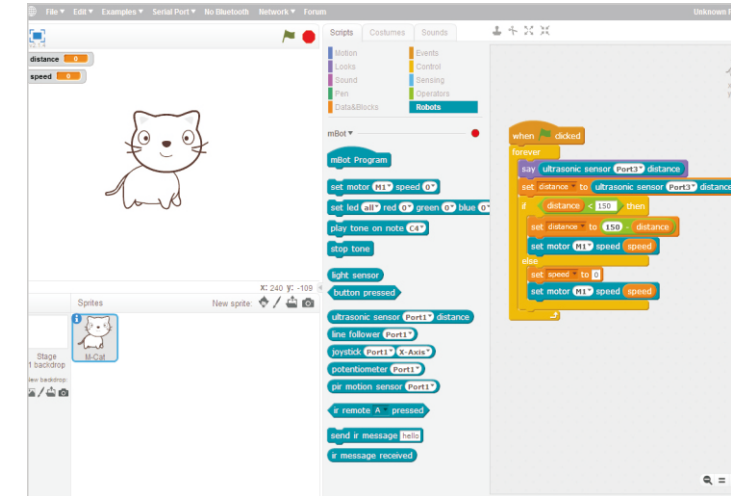 File▼ Edit▼ Examples▼ Serial Port▼ No Bluetooth Network▼ Forum
distance 0
speed 0
X: 240 y: -109
Sprites New sprite:
Stage
1 backdrop
M-Cat
Scripts Costumes Sounds
Motion Events
Looks Control
Sound Sensing
Pen Operators
Data&Blocks Robots
mBot▼
mBot Program
set motor M1 speed 0
set led all red 0 green 0 blue 0
play tone on note C4
stop tone
light sensor
button pressed
ultrasonic sensor Port1 distance
line follower Port1
joystick Port1 X-Axis
potentiometer Port1
pir motion sensor Port1
ir remote A pressed
send ir message hello
ir message received
when clicked
forever
say ultrasonic sensor Port3 distance
set distance to ultrasonic sensor Port3 distance
if distance < 150 then
set distance to 150 - distance
set motor M1 speed speed
else
set speed to 0
set motor M1 speed speed